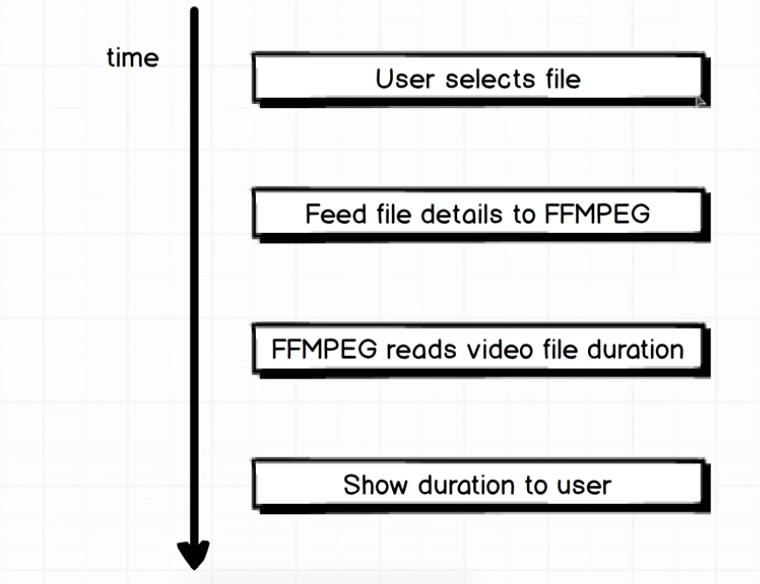 time
User selects file
Feed file details to FFMPEG
FFMPEG reads video file duration
Show duration to user